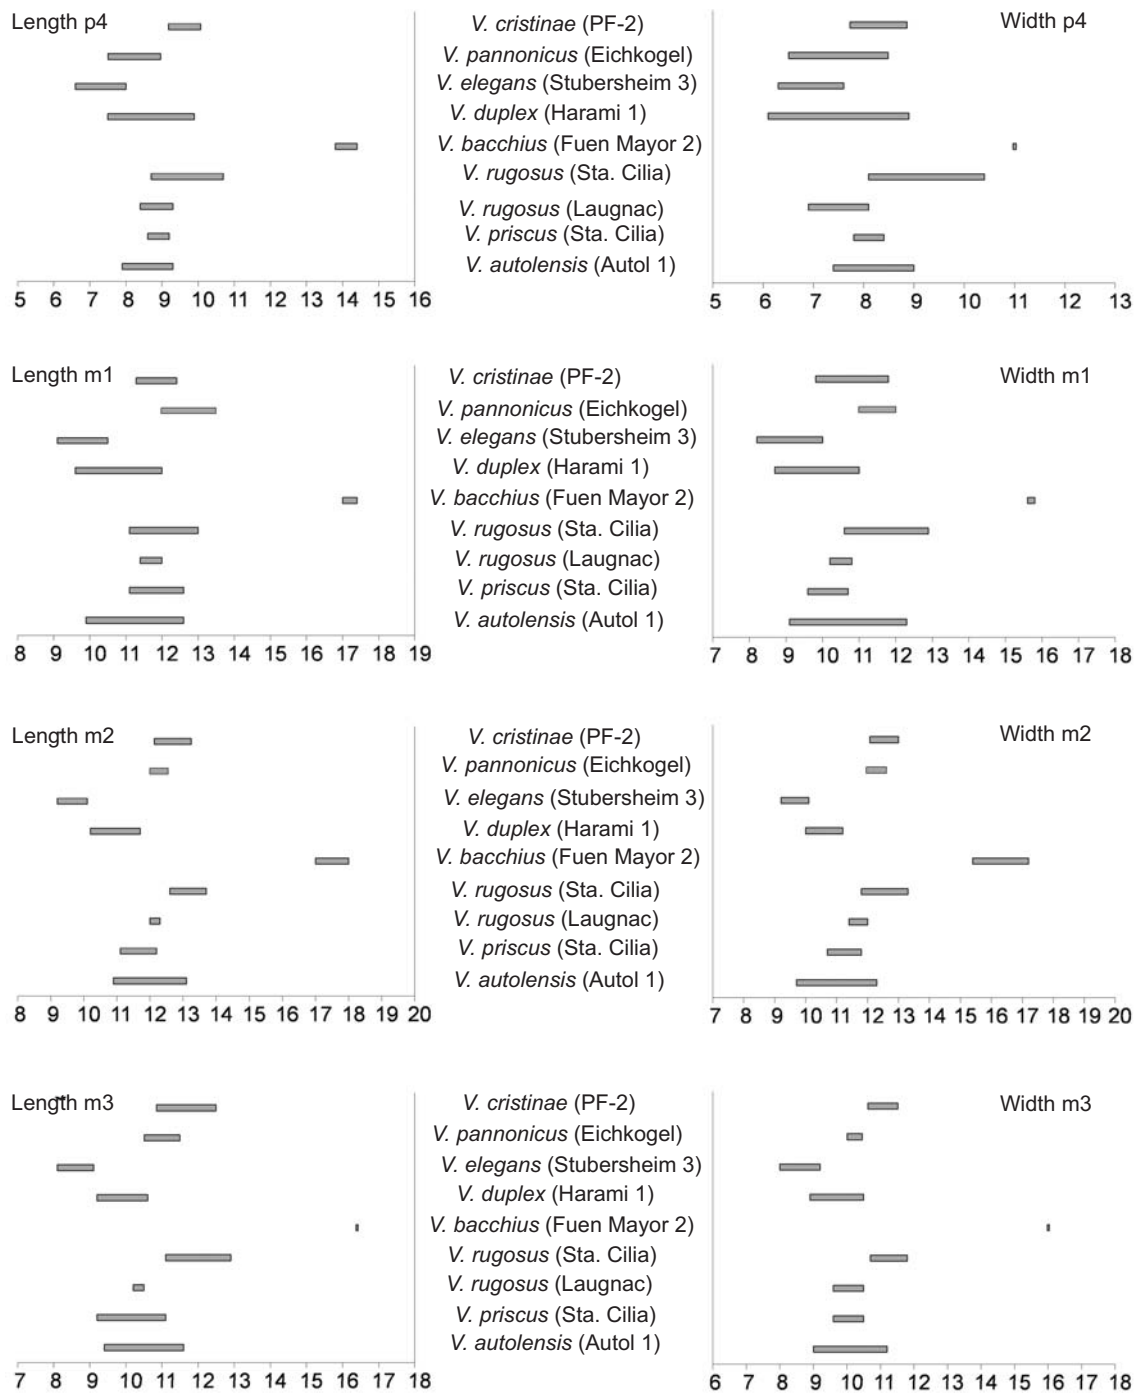 Length p4
V. cristinae (PF-2)
Width p4
V. pannonicus (Eichkogel)
V. elegans (Stubersheim 3)
V. duplex (Harami 1)
V. bacchius (Fuen Mayor 2)
V. rugosus (Sta. Cilia)
V. rugosus (Laugnac)
V. priscus (Sta. Cilia)
V. autolensis (Autol 1)
5 6 7 8 9 10 11 12 13 14 15 16
5 6 7 8 9 10 11 12 13
Length m1
V. cristinae (PF-2)
Width m1
V. pannonicus (Eichkogel)
V. elegans (Stubersheim 3)
V. duplex (Harami 1)
V. bacchius (Fuen Mayor 2)
V. rugosus (Sta. Cilia)
V. rugosus (Laugnac)
V. priscus (Sta. Cilia)
V. autolensis (Autol 1)
8 9 10 11 12 13 14 15 16 17 18 19
7 8 9 10 11 12 13 14 15 16 17 18
Length m2
V. cristinae (PF-2)
Width m2
V. pannonicus (Eichkogel)
V. elegans (Stubersheim 3)
V. duplex (Harami 1)
V. bacchius (Fuen Mayor 2)
V. rugosus (Sta. Cilia)
V. rugosus (Laugnac)
V. priscus (Sta. Cilia)
V. autolensis (Autol 1)
8 9 10 11 12 13 14 15 16 17 18 19 20
7 8 9 10 11 12 13 14 15 16 17 18 19 20
Length m3
V. cristinae (PF-2)
Width m3
V. pannonicus (Eichkogel)
V. elegans (Stubersheim 3)
V. duplex (Harami 1)
V. bacchius (Fuen Mayor 2)
V. rugosus (Sta. Cilia)
V. rugosus (Laugnac)
V. priscus (Sta. Cilia)
V. autolensis (Autol 1)
7 8 9 10 11 12 13 14 15 16 17 18
6 7 8 9 10 11 12 13 14 15 16 17 18